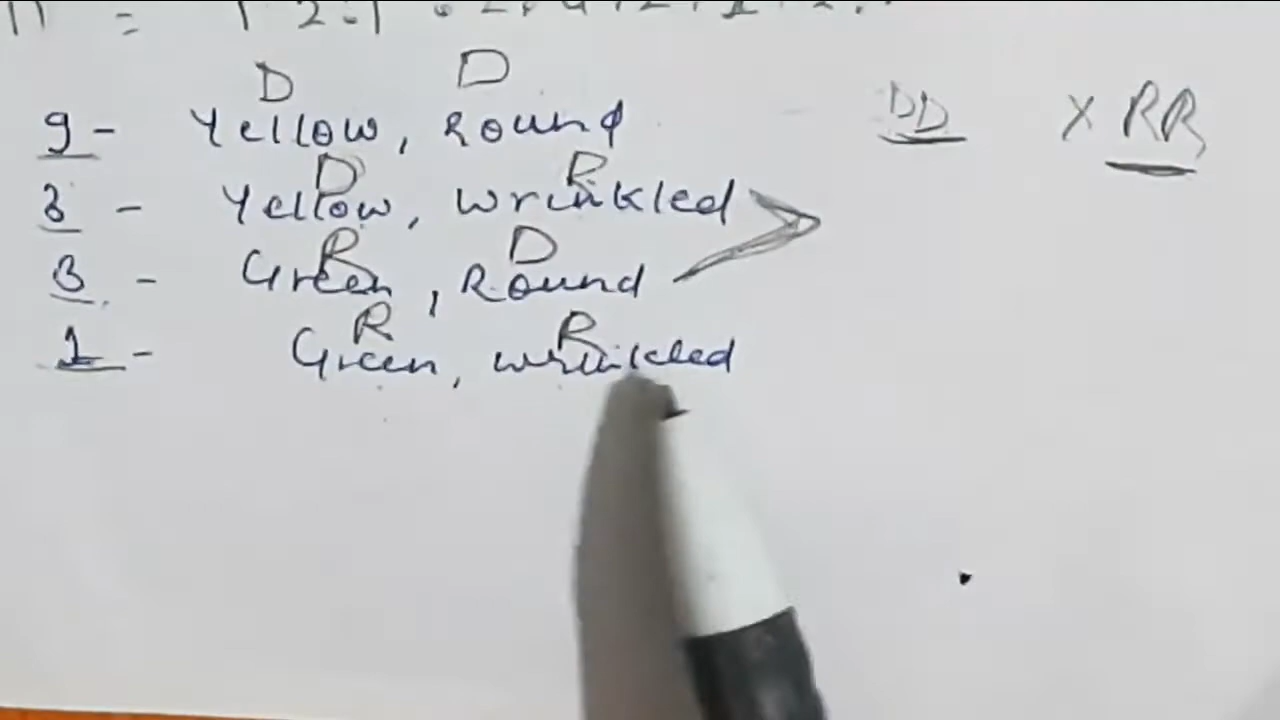 D D
9 - Yellow, Round DD X RR
D R
3 - Yellow, wrinkled
R D
3 - Green, Round
R R
1 - Green, wrinkled